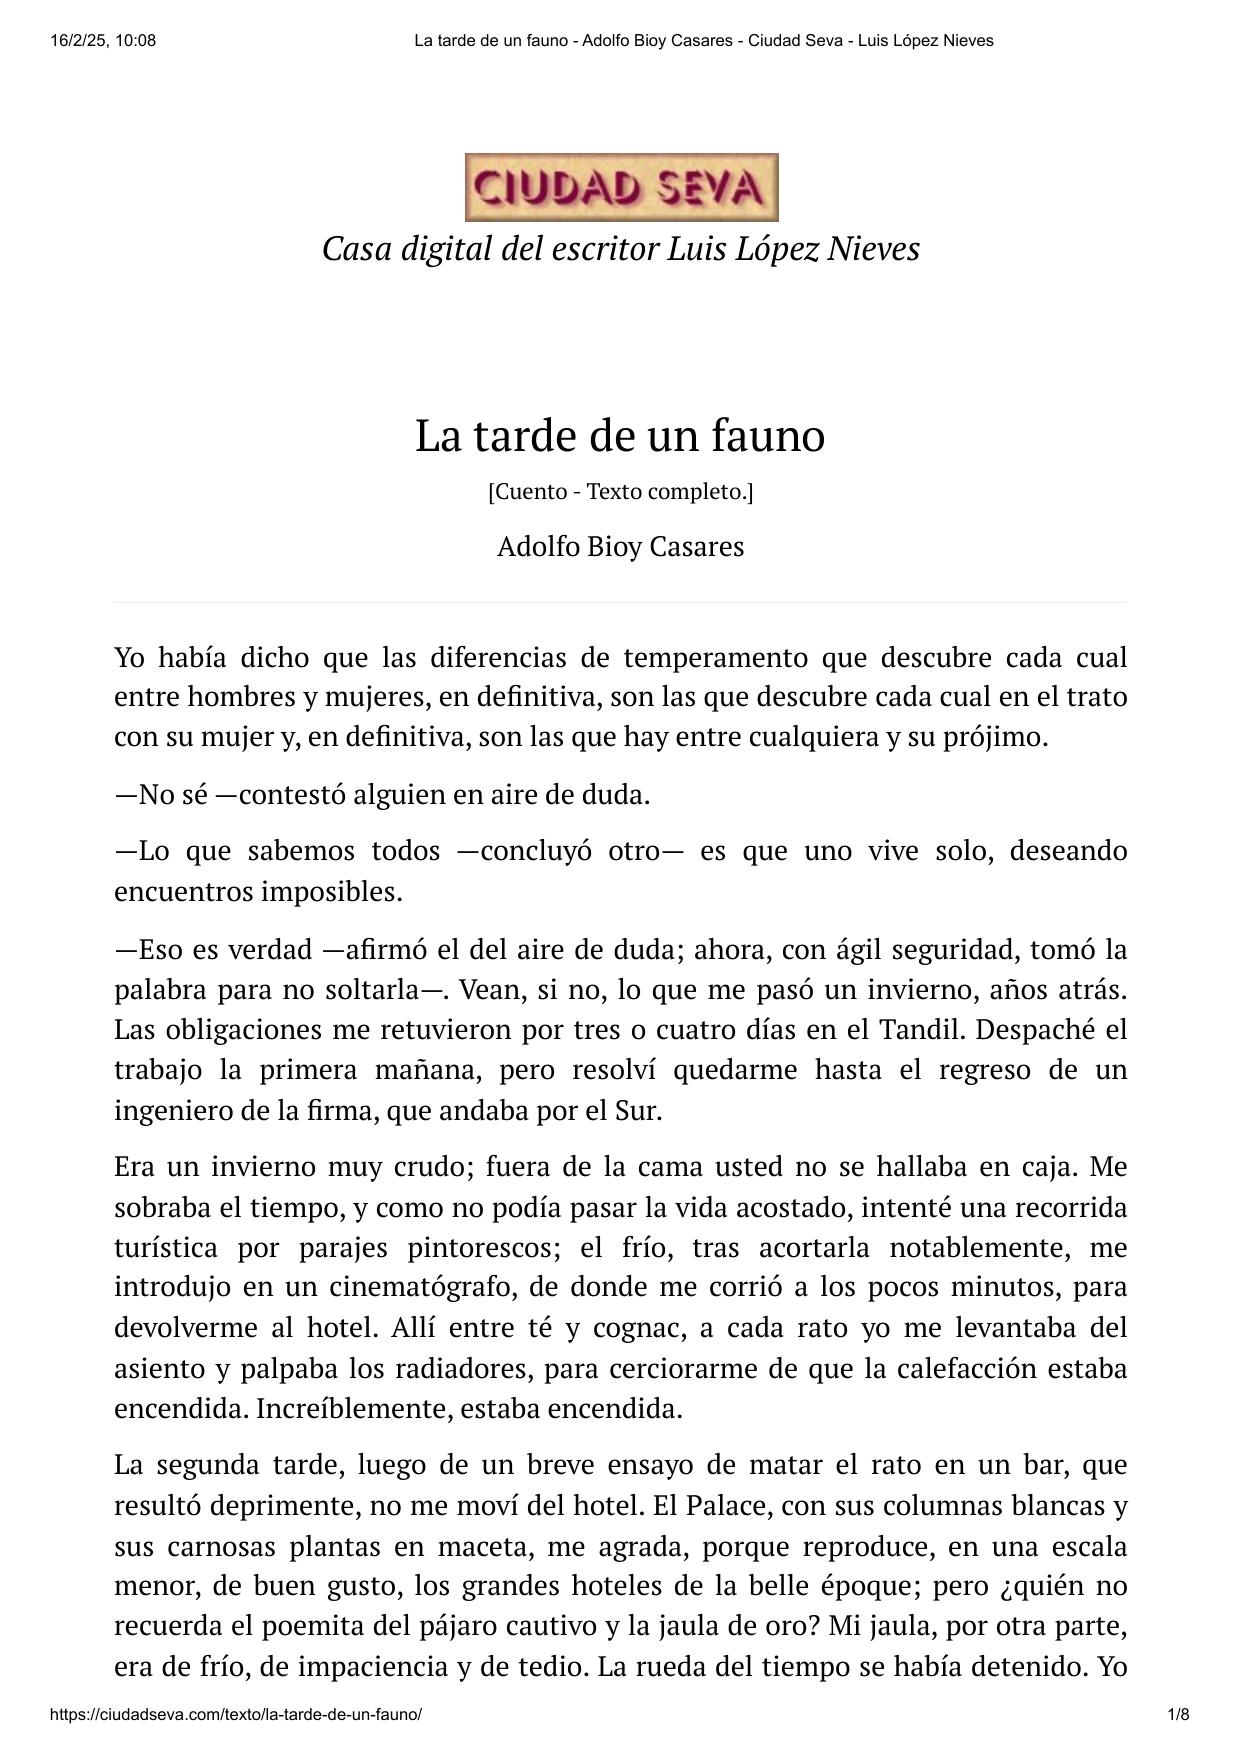 16/2/25, 10:08
La tarde de un fauno - Adolfo Bioy Casares - Ciudad Seva - Luis López Nieves
CIUDAD SEVA
Casa digital del escritor Luis López Nieves
La tarde de un fauno
[Cuento - Texto completo.]
Adolfo Bioy Casares
Yo había dicho que las diferencias de temperamento que descubre cada cual
entre hombres y mujeres, en definitiva, son las que descubre cada cual en el trato
con su mujer y, en definitiva, son las que hay entre cualquiera y su prójimo.
—No sé —contestó alguien en aire de duda.
—Lo que sabemos todos —concluyó otro— es que uno vive solo, deseando
encuentros imposibles.
—Eso es verdad —afirmó el del aire de duda; ahora, con ágil seguridad, tomó la
palabra para no soltarla—. Vean, si no, lo que me pasó un invierno, años atrás.
Las obligaciones me retuvieron por tres o cuatro días en el Tandil. Despaché el
trabajo la primera mañana, pero resolví quedarme hasta el regreso de un
ingeniero de la firma, que andaba por el Sur.
Era un invierno muy crudo; fuera de la cama usted no se hallaba en caja. Me
sobraba el tiempo, y como no podía pasar la vida acostado, intenté una recorrida
turística por parajes pintorescos; el frío, tras acortarla notablemente, me
introdujo en un cinematógrafo, de donde me corrió a los pocos minutos, para
devolverme al hotel. Allí entre té y cognac, a cada rato yo me levantaba del
asiento y palpaba los radiadores, para cerciorarme de que la calefacción estaba
encendida. Increíblemente, estaba encendida.
La segunda tarde, luego de un breve ensayo de matar el rato en un bar, que
resultó deprimente, no me moví del hotel. El Palace, con sus columnas blancas y
sus carnosas plantas en maceta, me agrada, porque reproduce, en una escala
menor, de buen gusto, los grandes hoteles de la belle époque; pero ¿quién no
recuerda el poemita del pájaro cautivo y la jaula de oro? Mi jaula, por otra parte,
era de frío, de impaciencia y de tedio. La rueda del tiempo se había detenido. Yo
https://ciudadseva.com/texto/la-tarde-de-un-fauno/
1/8